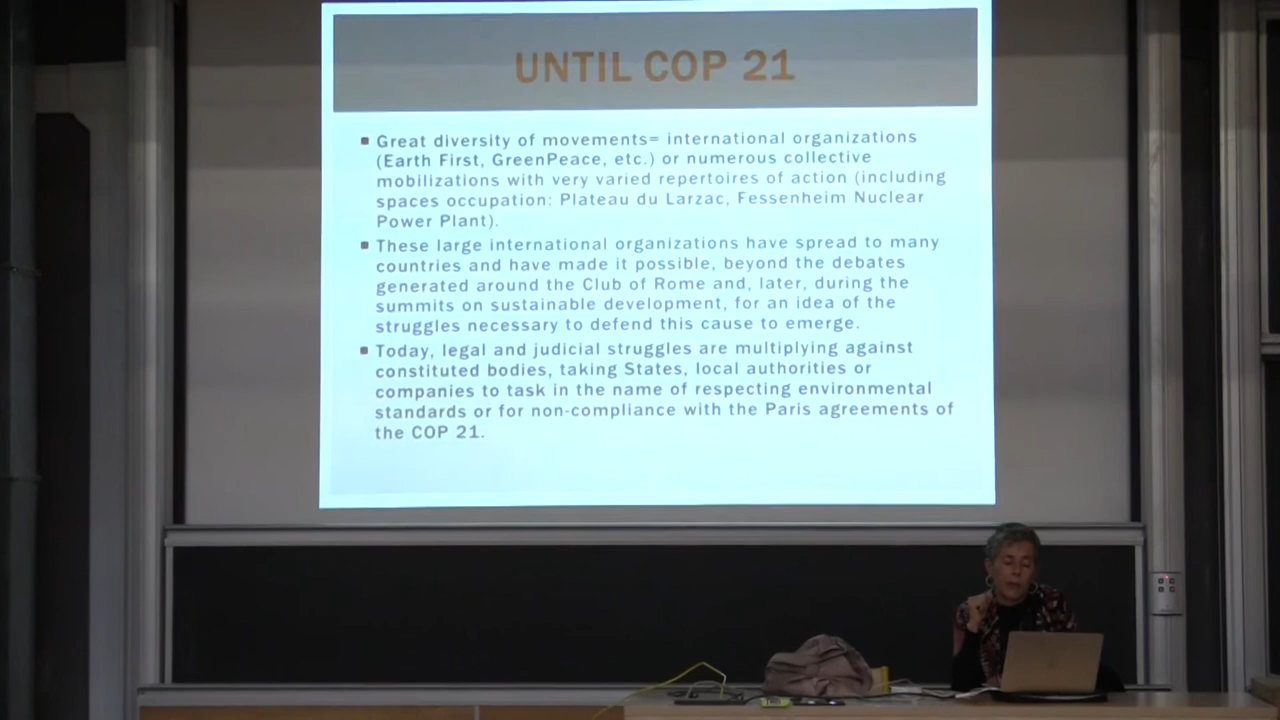 UNTIL COP 21
Great diversity of movements= international organizations
(Earth First, GreenPeace, etc.) or numerous collective
mobilizations with very varied repertoires of action (including
spaces occupation: Plateau du Larzac, Fessenheim Nuclear
Power Plant).
These large international organizations have spread to many
countries and have made it possible, beyond the debates
generated around the Club of Rome and, later, during the
summits on sustainable development, for an idea of the
struggles necessary to defend this cause to emerge.
Today, legal and judicial struggles are multiplying against
constituted bodies, taking States, local authorities or
companies to task in the name of respecting environmental
standards or for non-compliance with the Paris agreements of
the COP 21.